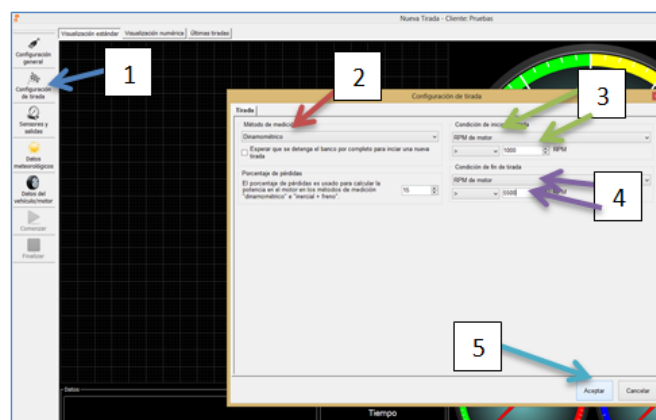 Nueva Tirada - Cliente: Pruebas
Visualización estándar
Visualización numérica
Últimas tiradas
Configuración
general
Configuración
de tirada
Sensores y
salidas
Datos
meteorológicos
Datos del
vehículo/motor
Comenzar
Finalizar
1
2
3
4
5
Configuración de tirada
Tirada
Método de medició
Dinamométrico
Esperar que se detenga el banco por completo para iniciar una nueva
tirada
Porcentaje de pérdidas
El porcentaje de pérdidas es usado para calcular la
potencia en el motor en los métodos de medición
"dinamométrico" e "inercial + freno".
15
Condición de inicio
RPM de motor
>
1000
RPM
Condición de fin de tirada
RPM de motor
>
5500
RPM
Aceptar
Cancelar
Datos
Tiempo